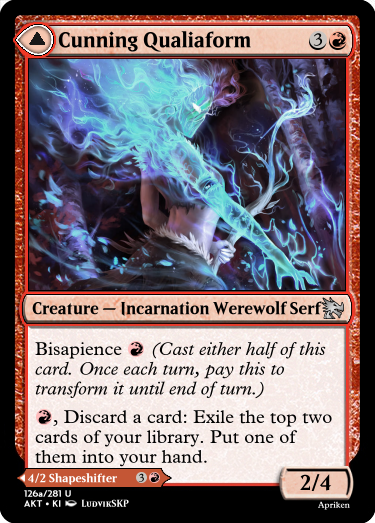 Cunning Qualiaform 3
Creature — Incarnation Werewolf Serf
Bisapience (Cast either half of this
card. Once each turn, pay this to
transform it until end of turn.)
, Discard a card: Exile the top two
cards of your library. Put one of
them into your hand.
4/2 Shapeshifter 3
2/4
126a/281 U
AKT • KI LudvikSKP
Apriken